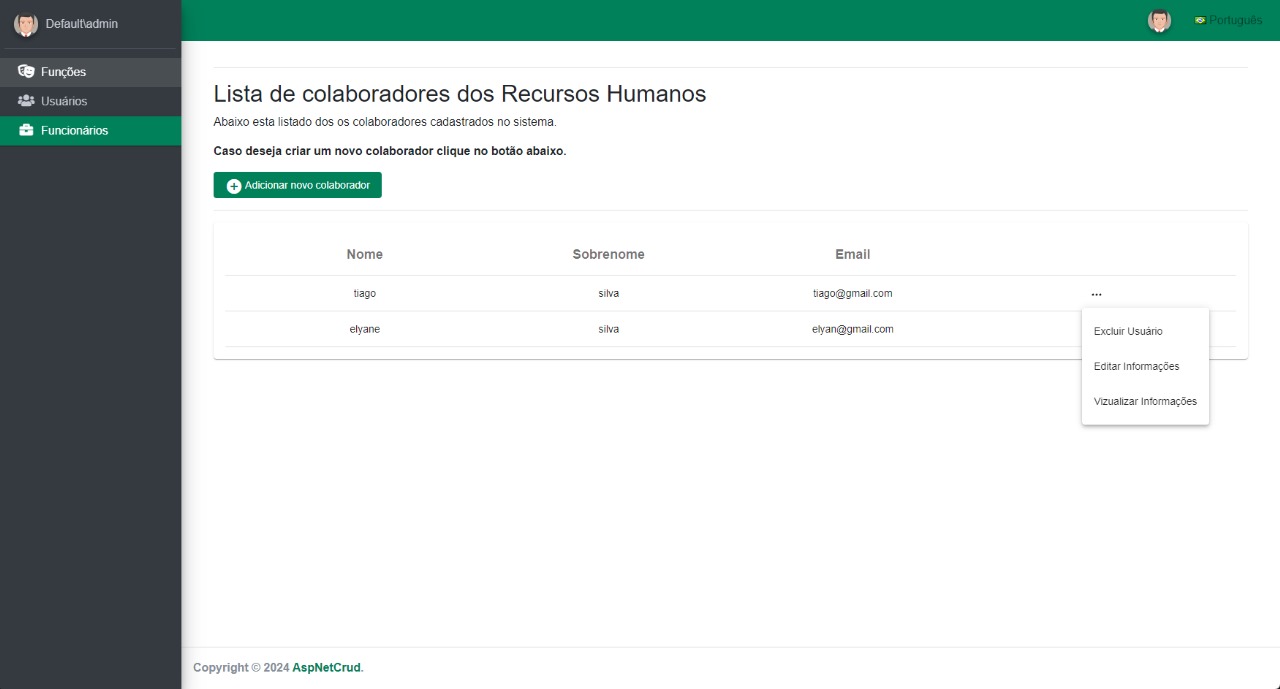 Default\admin
Português
Funções
Usuários
Funcionários
Lista de colaboradores dos Recursos Humanos
Abaixo esta listado dos os colaboradores cadastrados no sistema.
Caso deseja criar um novo colaborador clique no botão abaixo.
Adicionar novo colaborador
Nome Sobrenome Email
tiago silva tiago@gmail.com ...
elyane silva elyan@gmail.com
Excluir Usuário
Editar Informações
Vizualizar Informações
Copyright © 2024 AspNetCrud.